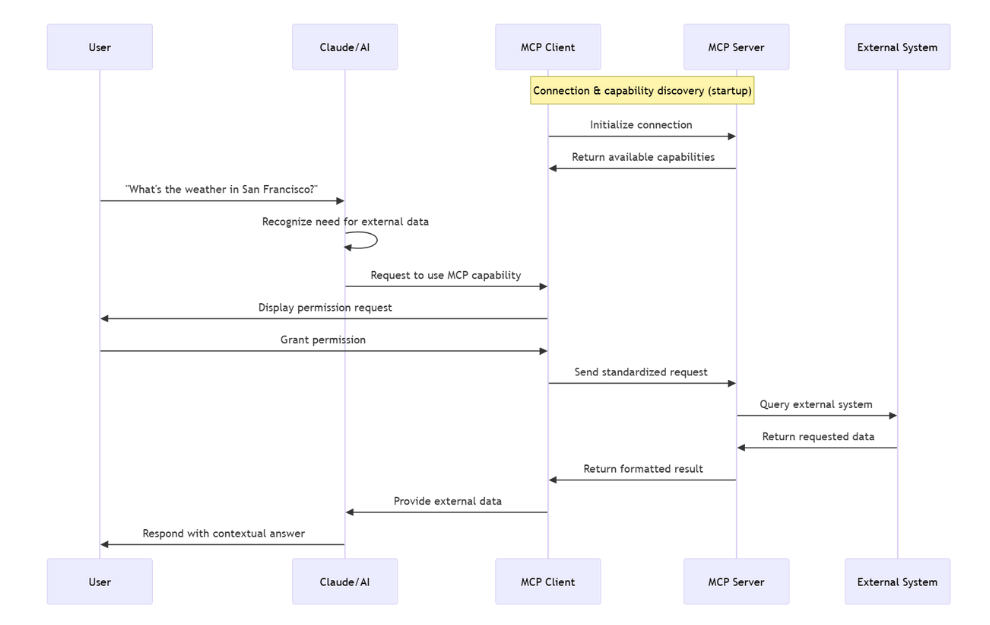 User
Claude/AI
MCP Client
MCP Server
External System
Connection & capability discovery (startup)
Initialize connection
Return available capabilities
"What's the weather in San Francisco?"
Recognize need for external data
Request to use MCP capability
Display permission request
Grant permission
Send standardized request
Query external system
Return requested data
Return formatted result
Provide external data
Respond with contextual answer
User
Claude/AI
MCP Client
MCP Server
External System